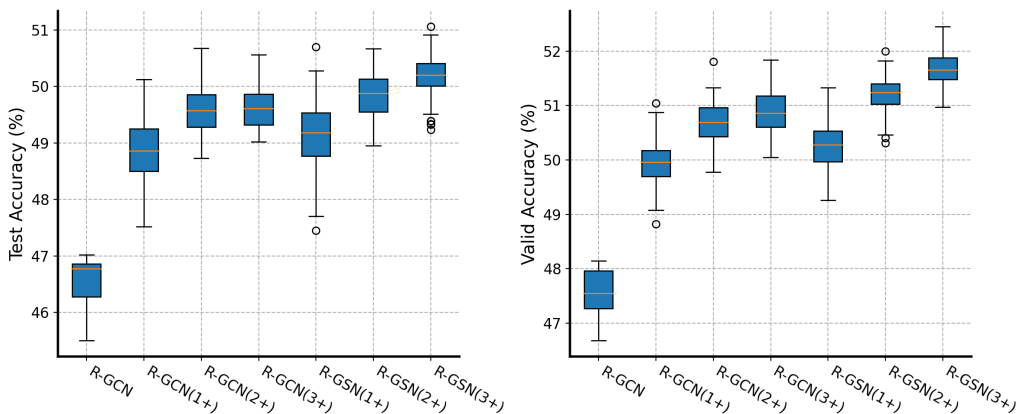 Test Accuracy (%)
51
50
49
48
47
46
R-GCN
R-GCN(1+)
R-GCN(2+)
R-GCN(3+)
R-GSN(1+)
R-GSN(2+)
R-GSN(3+)
Valid Accuracy (%)
52
51
50
49
48
47
R-GCN
R-GCN(1+)
R-GCN(2+)
R-GCN(3+)
R-GSN(1+)
R-GSN(2+)
R-GSN(3+)